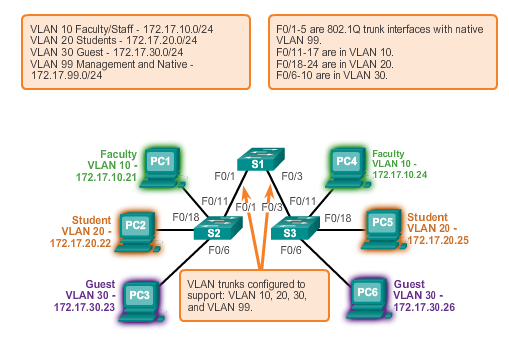 VLAN 10 Faculty/Staff - 172.17.10.0/24
VLAN 20 Students - 172.17.20.0/24
VLAN 30 Guest - 172.17.30.0/24
VLAN 99 Management and Native -
172.17.99.0/24
F0/1-5 are 802.1Q trunk interfaces with native
VLAN 99.
F0/11-17 are in VLAN 10.
F0/18-24 are in VLAN 20.
F0/6-10 are in VLAN 30.
Faculty
VLAN 10 -
172.17.10.21
PC1
S1
PC4
Faculty
VLAN 10 -
172.17.10.24
F0/1
F0/3
F0/11
F0/1
F0/3
F0/11
Student
VLAN 20 -
172.17.20.22
PC2
F0/18
S2
S3
F0/18
PC5
Student
VLAN 20 -
172.17.20.25
F0/6
F0/6
Guest
VLAN 30 -
172.17.30.23
PC3
VLAN trunks configured to
support: VLAN 10, 20, 30,
and VLAN 99.
PC6
Guest
VLAN 30 -
172.17.30.26